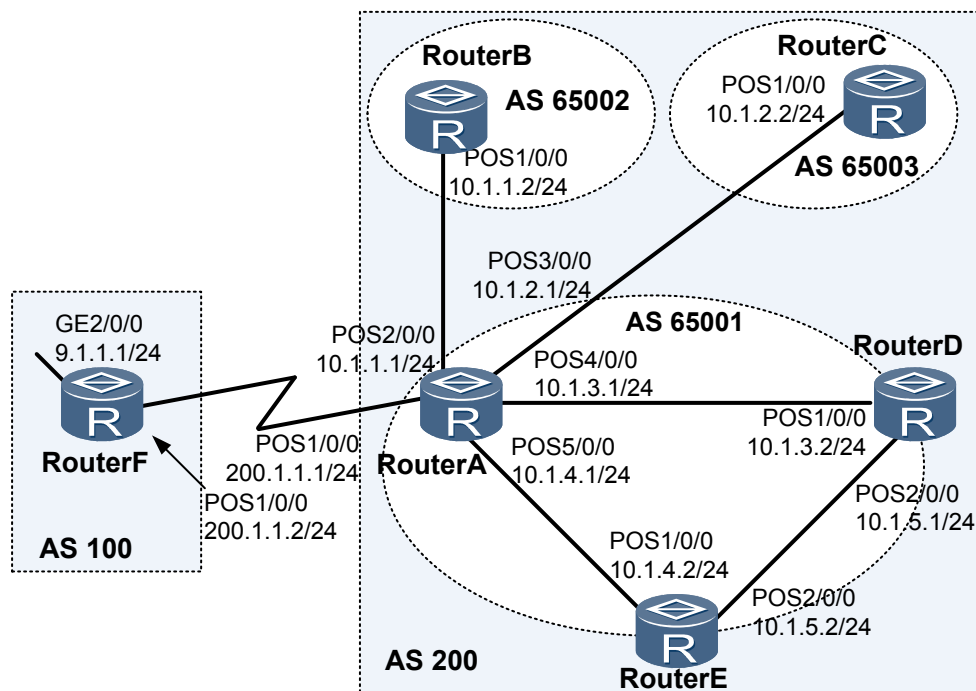 RouterB
AS 65002
R
POS1/0/0
10.1.1.2/24
RouterC
POS1/0/0
10.1.2.2/24
R
AS 65003
POS3/0/0
10.1.2.1/24
AS 65001
GE2/0/0
9.1.1.1/24
R
RouterF
POS1/0/0
200.1.1.2/24
AS 100
POS2/0/0
10.1.1.1/24
R
RouterA
POS1/0/0
200.1.1.1/24
POS4/0/0
10.1.3.1/24
RouterD
R
POS1/0/0
10.1.3.2/24
POS5/0/0
10.1.4.1/24
POS2/0/0
10.1.5.1/24
POS1/0/0
10.1.4.2/24
POS2/0/0
10.1.5.2/24
R
RouterE
AS 200